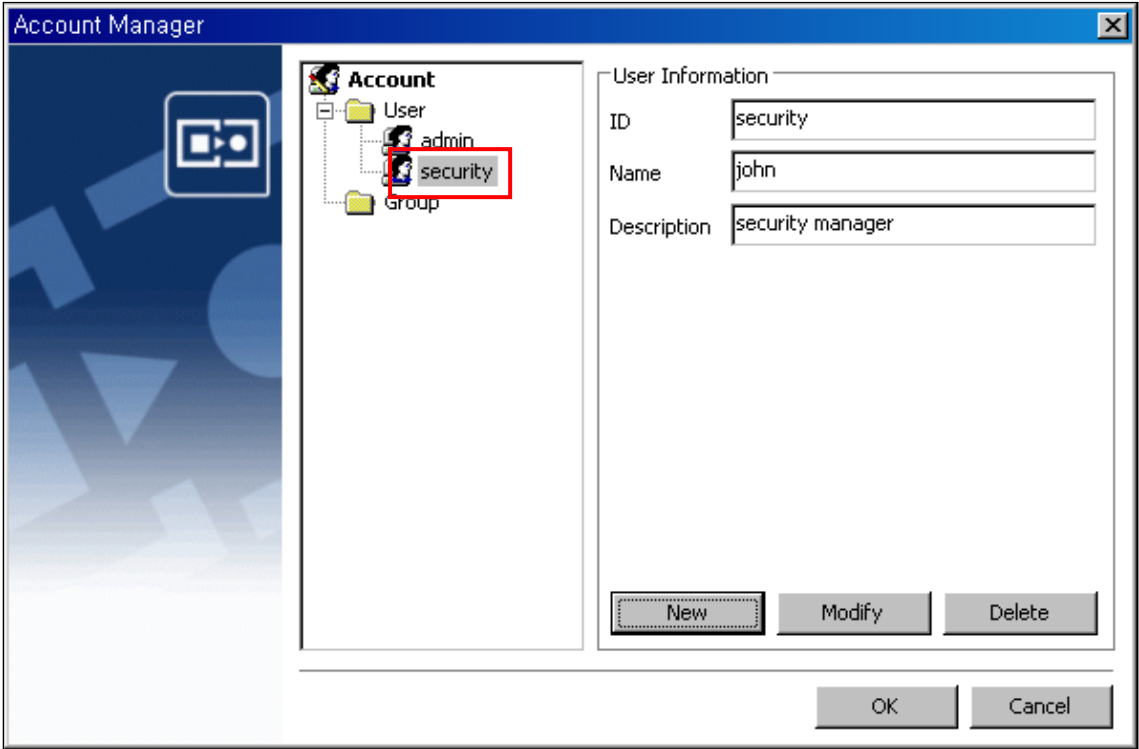 Account Manager
Account
User
admin
security
Group
User Information
ID
security
Name
john
Description
security manager
New
Modify
Delete
OK
Cancel